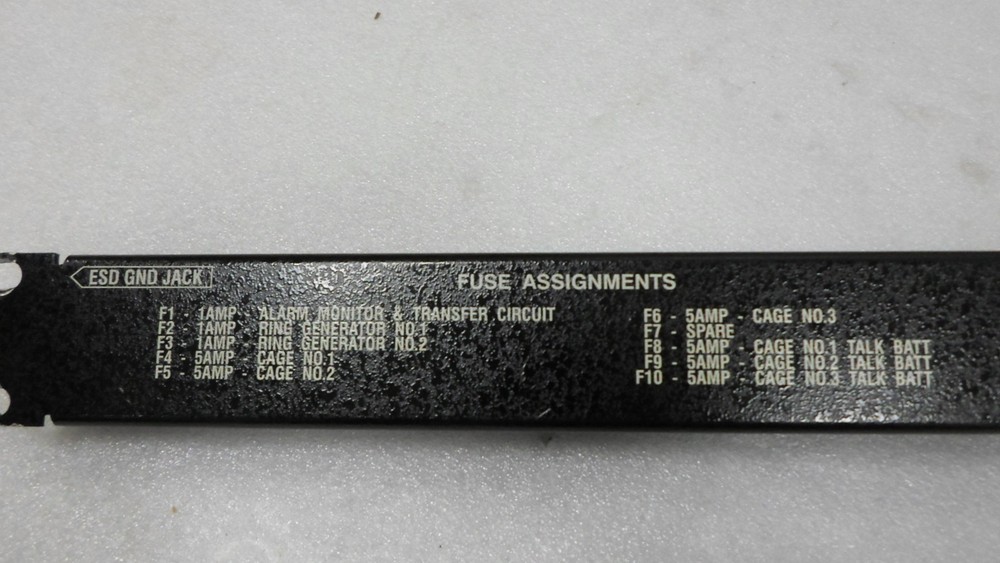 ESD GND JACK
FUSE ASSIGNMENTS
F1 - 1AMP - ALARM MONITOR & TRANSFER CIRCUIT
F2 - 1AMP - RING GENERATOR NO.1
F3 - 1AMP - RING GENERATOR NO.2
F4 - 5AMP - CAGE NO.1
F5 - 5AMP - CAGE NO.2
F6 - 5AMP - CAGE NO.3
F7 - SPARE
F8 - 5AMP - CAGE NO.1 TALK BATT
F9 - 5AMP - CAGE NO.2 TALK BATT
F10 - 5AMP - CAGE NO.3 TALK BATT